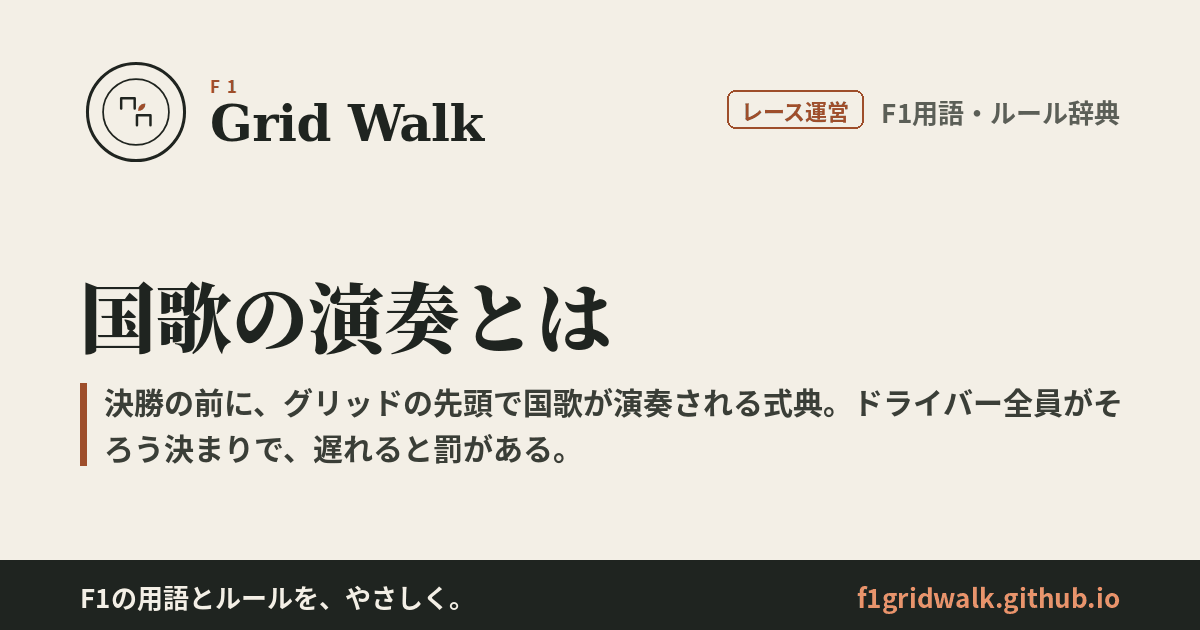 F1
Grid Walk
レース運営
F1用語・ルール辞典
国歌の演奏とは
決勝の前に、グリッドの先頭で国歌が演奏される式典。ドライバー全員がそ
ろう決まりで、遅れると罰がある。
F1の用語とルールを、やさしく。
f1gridwalk.github.io